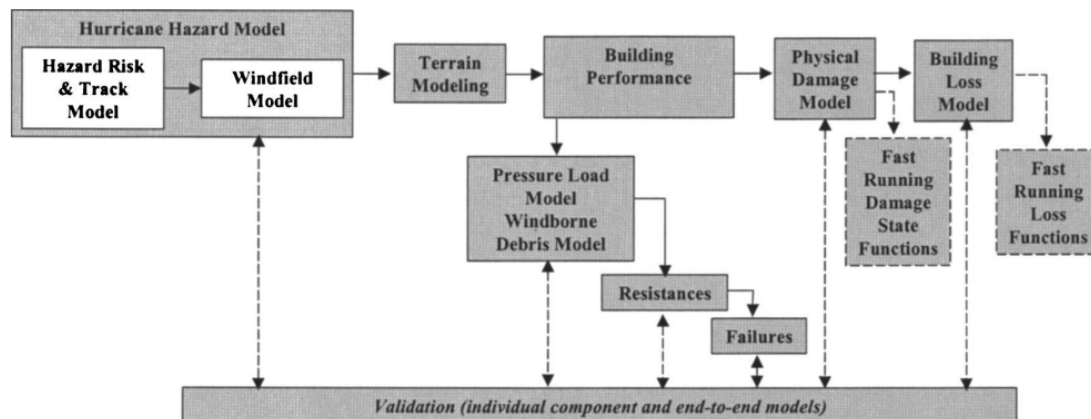 Hurricane Hazard Model
Hazard Risk
& Track
Model
Windfield
Model
Terrain
Modeling
Building
Performance
Physical
Damage
Model
Building
Loss
Model
Pressure Load
Model
Windborne
Debris Model
Resistances
Failures
Fast
Running
Damage
State
Functions
Fast
Running
Loss
Functions
Validation (individual component and end-to-end models)